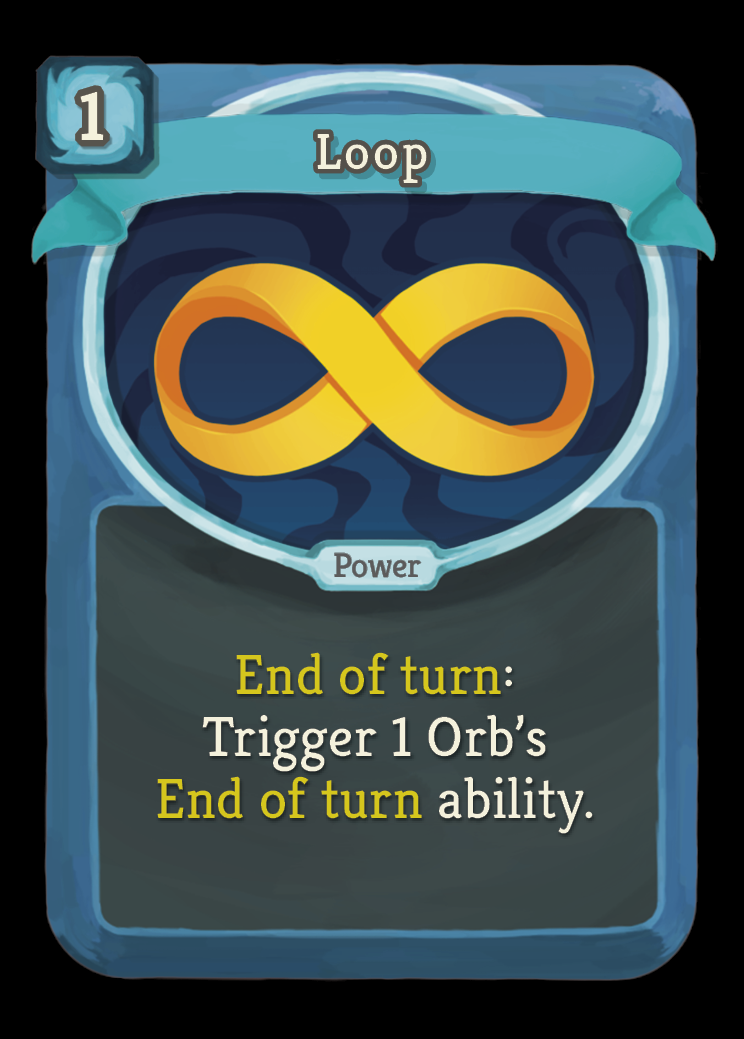 1
Loop
Power
End of turn:
Trigger 1 Orb’s
End of turn ability.